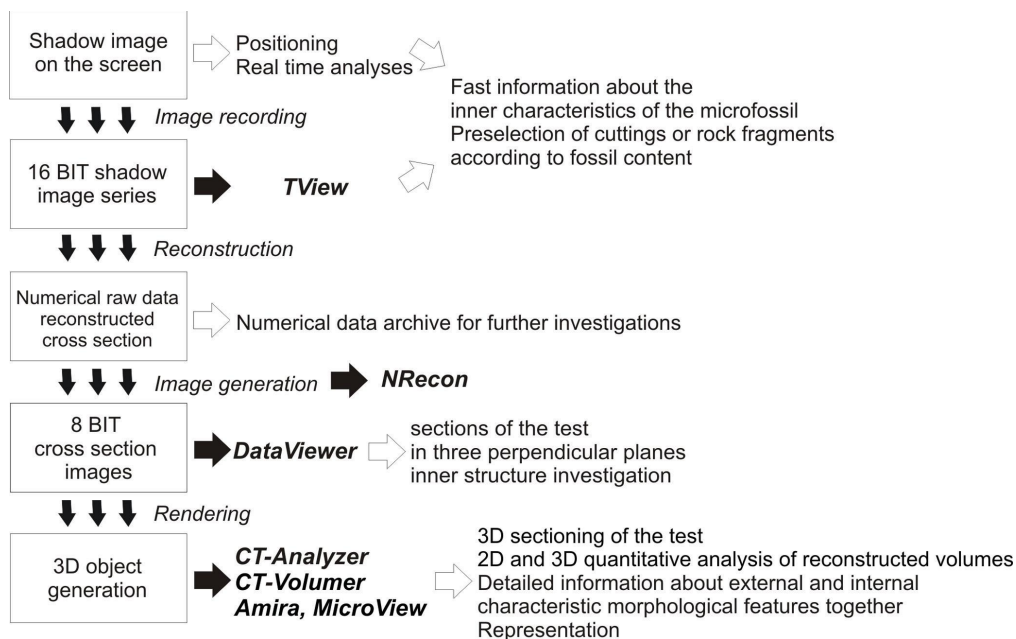 Shadow image
on the screen
Positioning
Real time analyses
Fast information about the
inner characteristics of the microfossil
Preselection of cuttings or rock fragments
according to fossil content
Image recording
16 BIT shadow
image series
TView
Reconstruction
Numerical raw data
reconstructed
cross section
Numerical data archive for further investigations
Image generation
NRecon
8 BIT
cross section
images
DataViewer
sections of the test
in three perpendicular planes
inner structure investigation
Rendering
3D object
generation
CT-Analyzer
CT-Volumer
Amira, MicroView
3D sectioning of the test
2D and 3D quantitative analysis of reconstructed volumes
Detailed information about external and internal
characteristic morphological features together
Representation